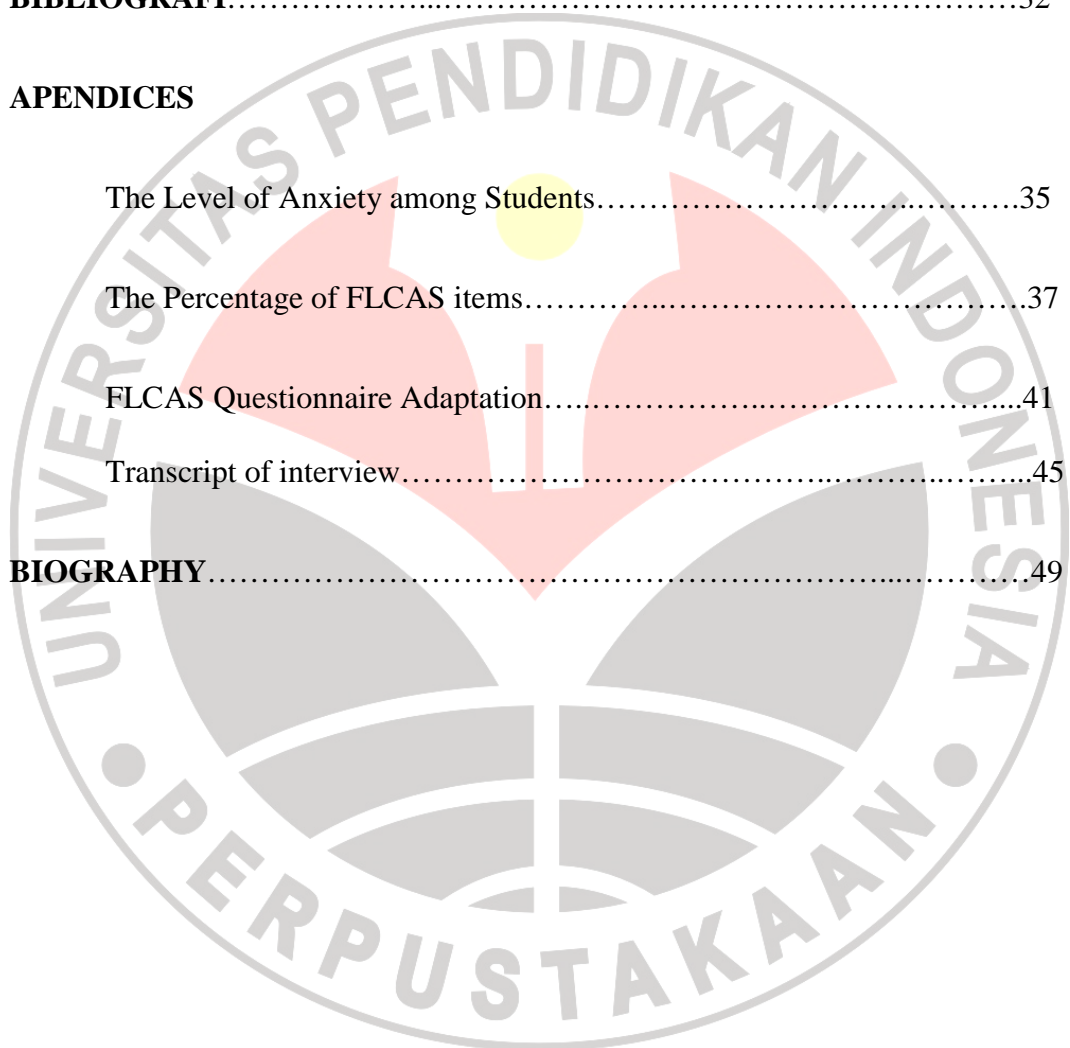 BIBLIOGRAFI………………....………………………………………………32
APENDICES
The Level of Anxiety among Students……………………..…..……….35
The Percentage of FLCAS items…………...…………………………….37
FLCAS Questionnaire Adaptation….……………..…………………....41
Transcript of interview…………………………………...………..……...45
BIOGRAPHY…………………………………………………………...…………49
UNIVERSITAS PENDIDIKAN INDONESIA
PERPUSTAKAAN